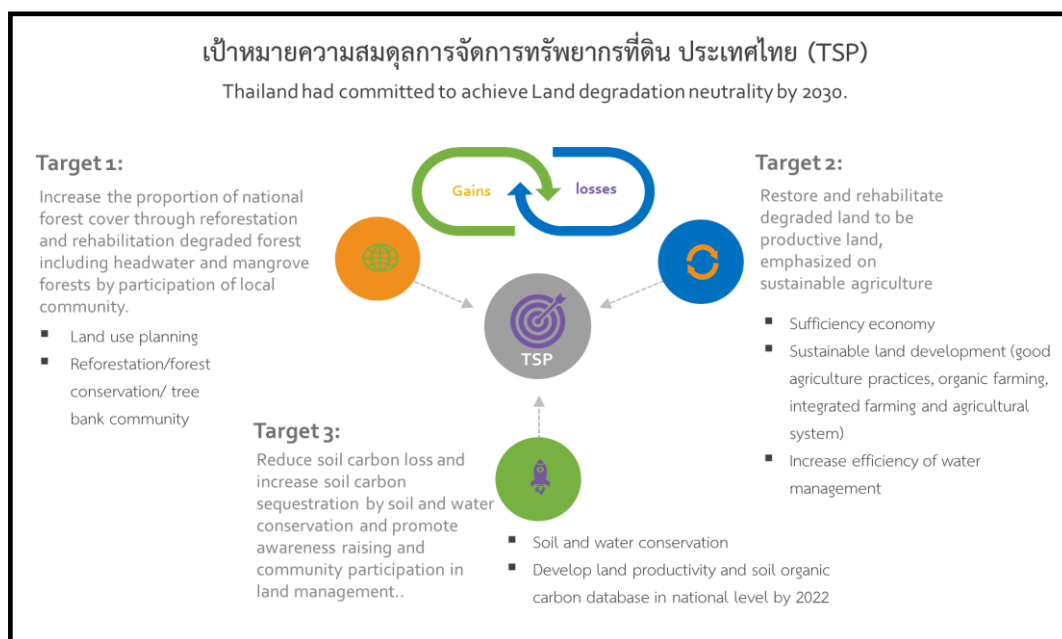 เป้าหมายความสมดุลการจัดการทรัพยากรที่ดิน ประเทศไทย (TSP)
Thailand had committed to achieve Land degradation neutrality by 2030.
Target 1:
Increase the proportion of national
forest cover through reforestation
and rehabilitation degraded forest
including headwater and mangrove
forests by participation of local
community.
▪ Land use planning
▪ Reforestation/forest
conservation/ tree
bank community
Gains
losses
TSP
Target 2:
Restore and rehabilitate
degraded land to be
productive land,
emphasized on
sustainable agriculture
▪ Sufficiency economy
▪ Sustainable land development (good
agriculture practices, organic farming,
integrated farming and agricultural
system)
▪ Increase efficiency of water
management
Target 3:
Reduce soil carbon loss and
increase soil carbon
sequestration by soil and water
conservation and promote
awareness raising and
community participation in
land management..
▪ Soil and water conservation
▪ Develop land productivity and soil organic
carbon database in national level by 2022